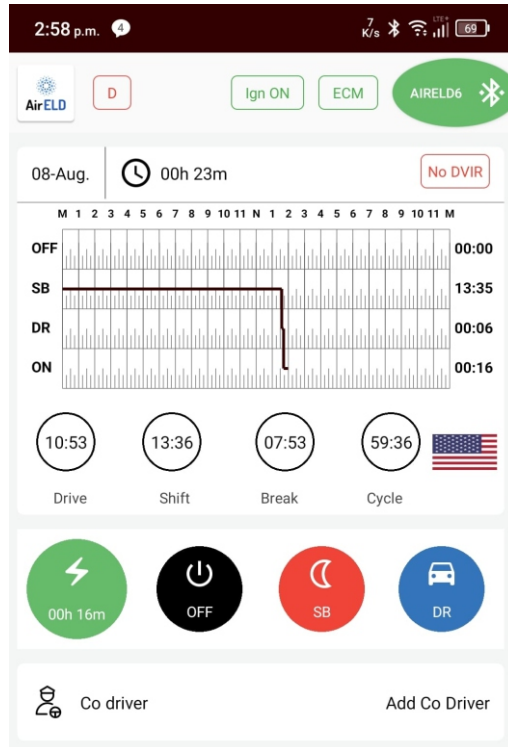 2:58 p.m. 4 7 K/s LTE+ 69
AirELD D Ign ON ECM AIRELD6
08-Aug. 00h 23m No DVIR
M 1 2 3 4 5 6 7 8 9 10 11 N 1 2 3 4 5 6 7 8 9 10 11 M
OFF 00:00
SB 13:35
DR 00:06
ON 00:16
10:53 13:36 07:53 59:36
Drive Shift Break Cycle
00h 16m OFF SB DR
Co driver Add Co Driver